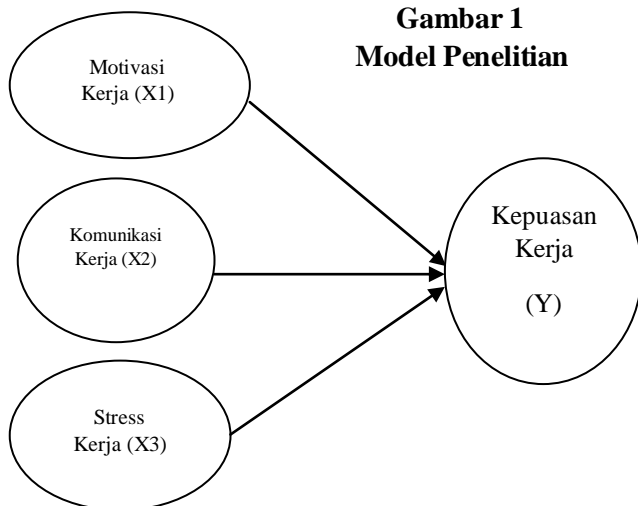 Gambar 1
Model Penelitian
Motivasi
Kerja (X1)
Komunikasi
Kerja (X2)
Stress
Kerja (X3)
Kepuasan
Kerja
(Y)